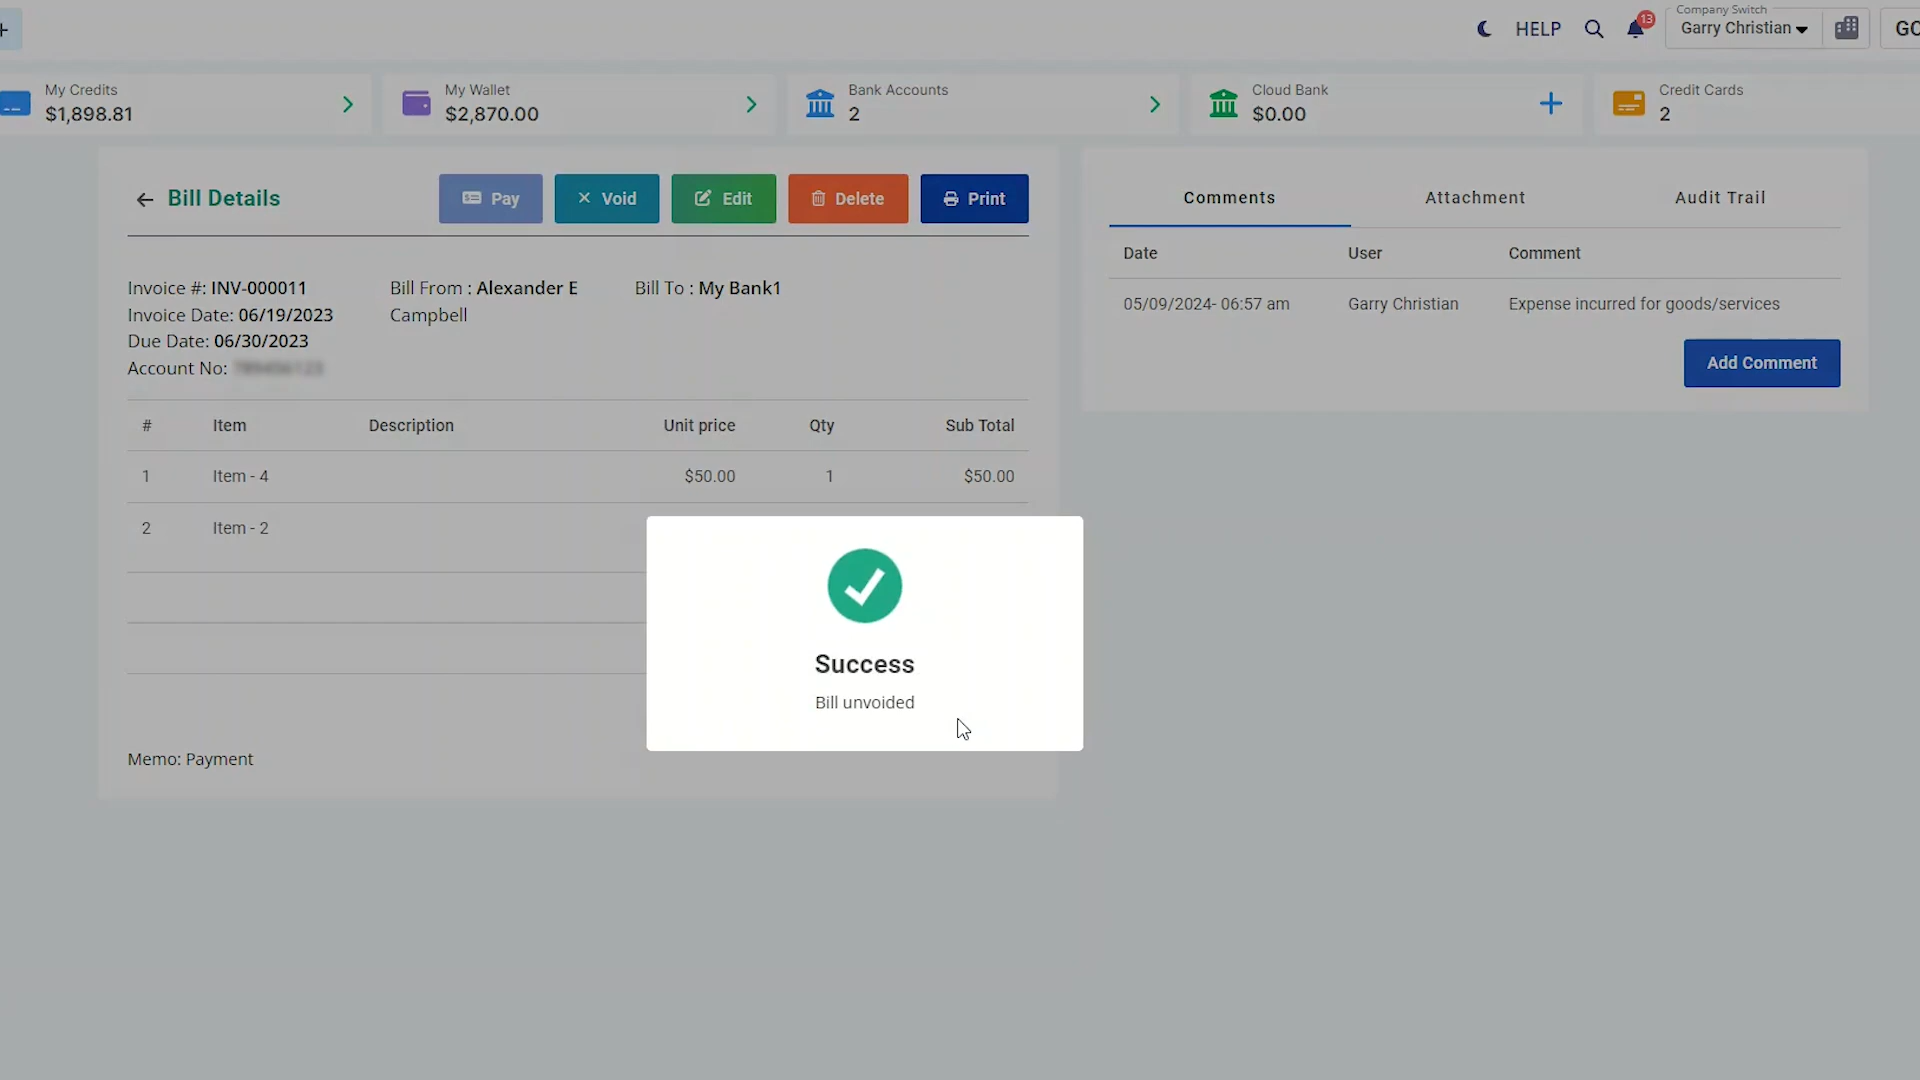 Company Switch
HELP
13
Garry Christian
My Credits
$1,898.81
My Wallet
$2,870.00
Bank Accounts
2
Cloud Bank
$0.00
Credit Cards
2
Bill Details
Pay
Void
Edit
Delete
Print
Invoice #: INV-000011
Invoice Date: 06/19/2023
Due Date: 06/30/2023
Account No:
Bill From : Alexander E
Campbell
Bill To : My Bank1
# Item Description Unit price Qty Sub Total
1 Item - 4 $50.00 1 $50.00
2 Item - 2
Memo: Payment
Success
Bill unvoided
Comments
Attachment
Audit Trail
Date User Comment
05/09/2024- 06:57 am Garry Christian Expense incurred for goods/services
Add Comment